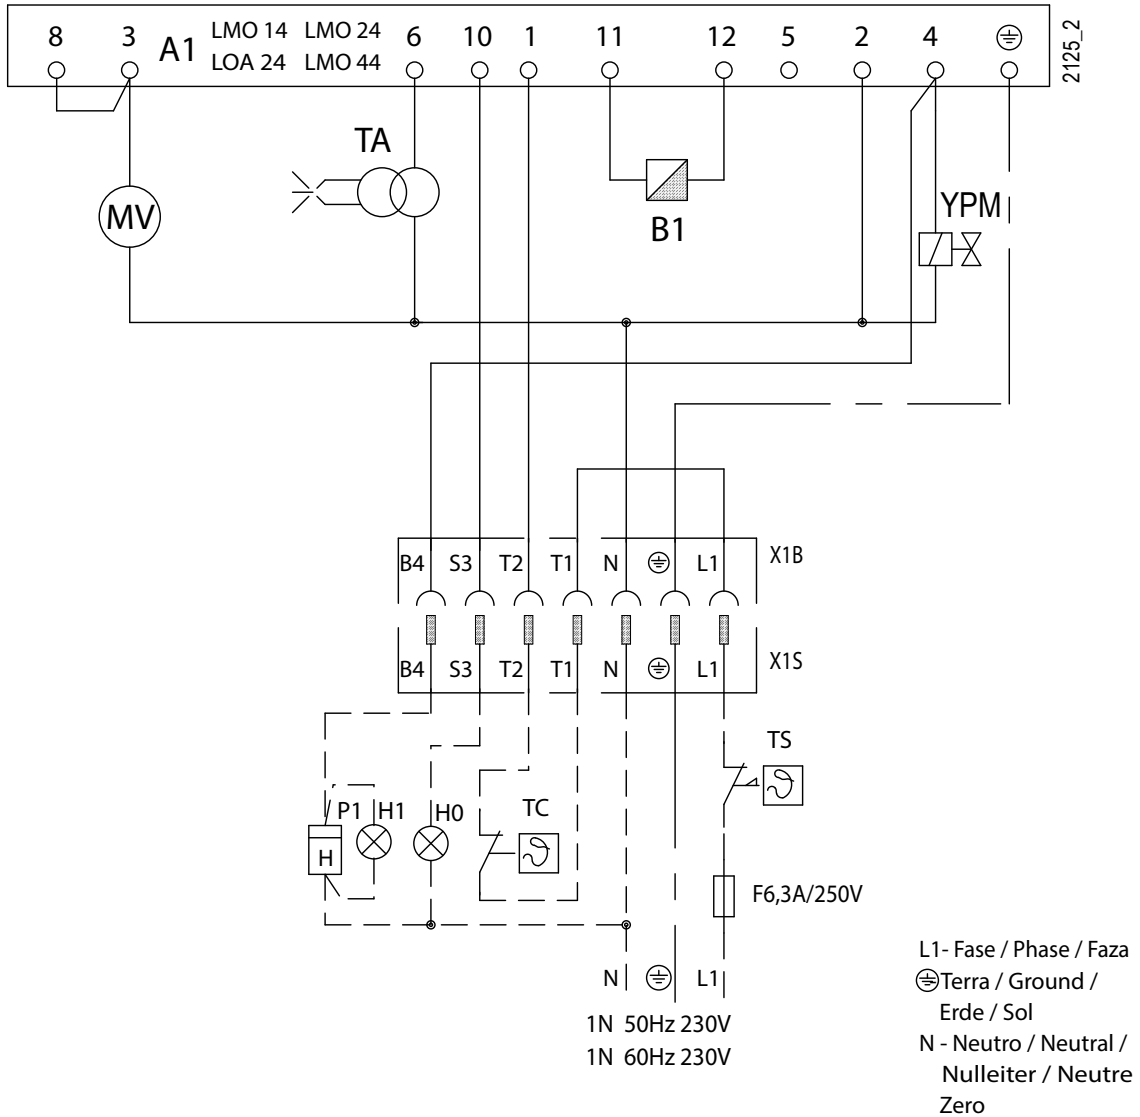 8 3 A1 LMO 14 LMO 24 6 10 1 11 12 5 2 4
LOA 24 LMO 44
2125_2
TA
MV
B1
YPM
B4 S3 T2 T1 N L1 X1B
B4 S3 T2 T1 N L1 X1S
TS
P1 H1 H0 TC
H
F6,3A/250V
N L1
1N 50Hz 230V
1N 60Hz 230V
L1- Fase / Phase / Faza
Terra / Ground /
Erde / Sol
N - Neutro / Neutral /
Nulleiter / Neutre
Zero